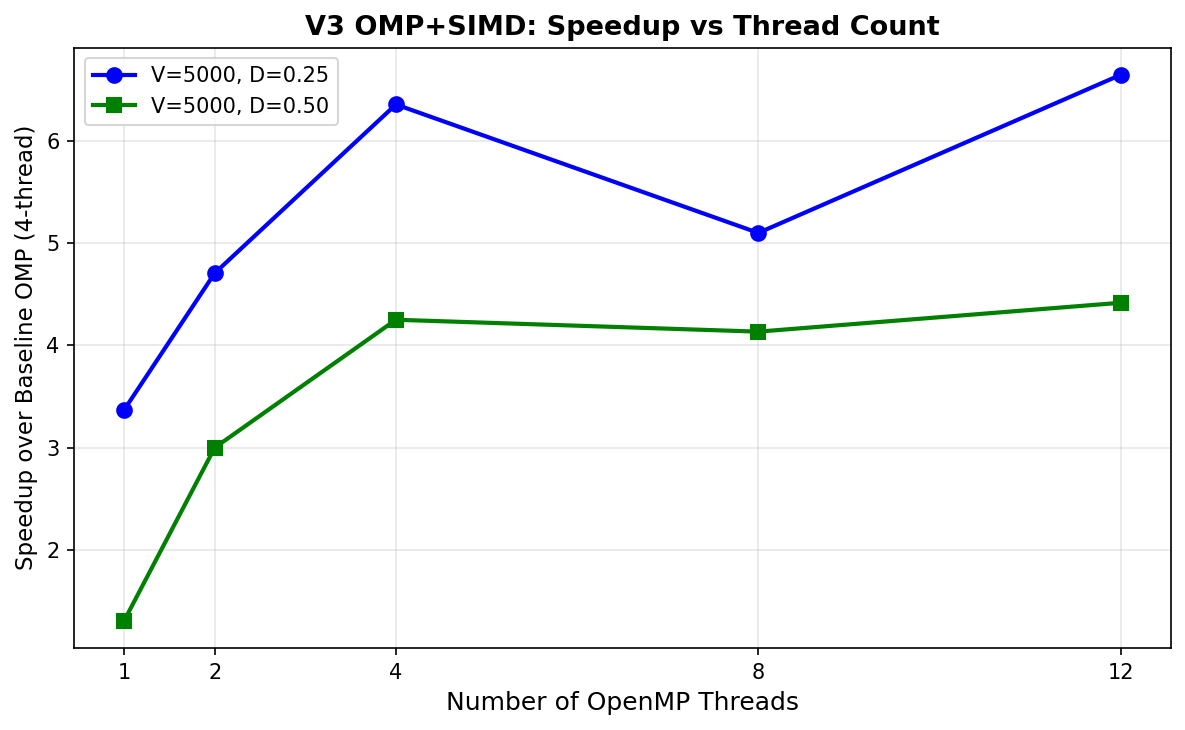 V3 OMP+SIMD: Speedup vs Thread Count
V=5000, D=0.25
V=5000, D=0.50
Speedup over Baseline OMP (4-thread)
6
5
4
3
2
1 2 4 8 12
Number of OpenMP Threads